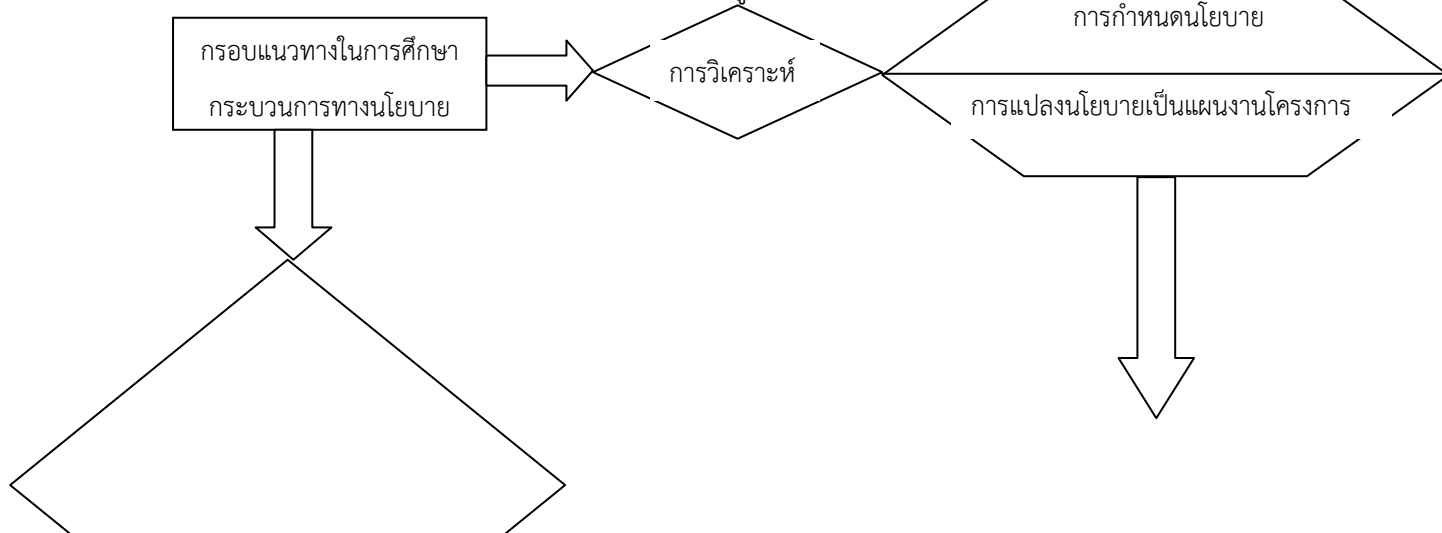 การกำหนดนโยบาย
กรอบแนวทางในการศึกษา
กระบวนการทางนโยบาย
การวิเคราะห์
การแปลงนโยบายเป็นแผนงานโครงการ